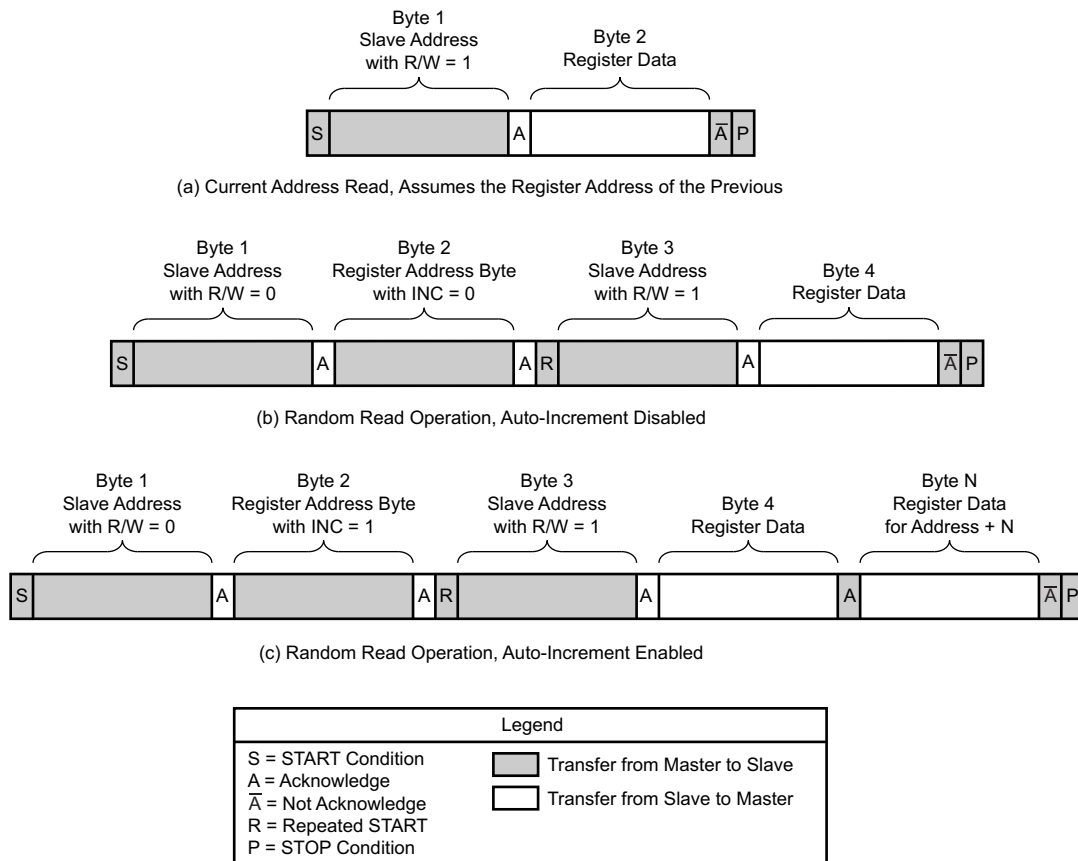 Byte 1
Slave Address
with R/W = 1
Byte 2
Register Data
S A A̅ P
(a) Current Address Read, Assumes the Register Address of the Previous
Byte 1
Slave Address
with R/W = 0
Byte 2
Register Address Byte
with INC = 0
Byte 3
Slave Address
with R/W = 1
Byte 4
Register Data
S A A R A A̅ P
(b) Random Read Operation, Auto-Increment Disabled
Byte 1
Slave Address
with R/W = 0
Byte 2
Register Address Byte
with INC = 1
Byte 3
Slave Address
with R/W = 1
Byte 4
Register Data
Byte N
Register Data
for Address + N
S A A R A A A̅ P
(c) Random Read Operation, Auto-Increment Enabled
Legend
S = START Condition
A = Acknowledge
A̅ = Not Acknowledge
R = Repeated START
P = STOP Condition
Transfer from Master to Slave
Transfer from Slave to Master